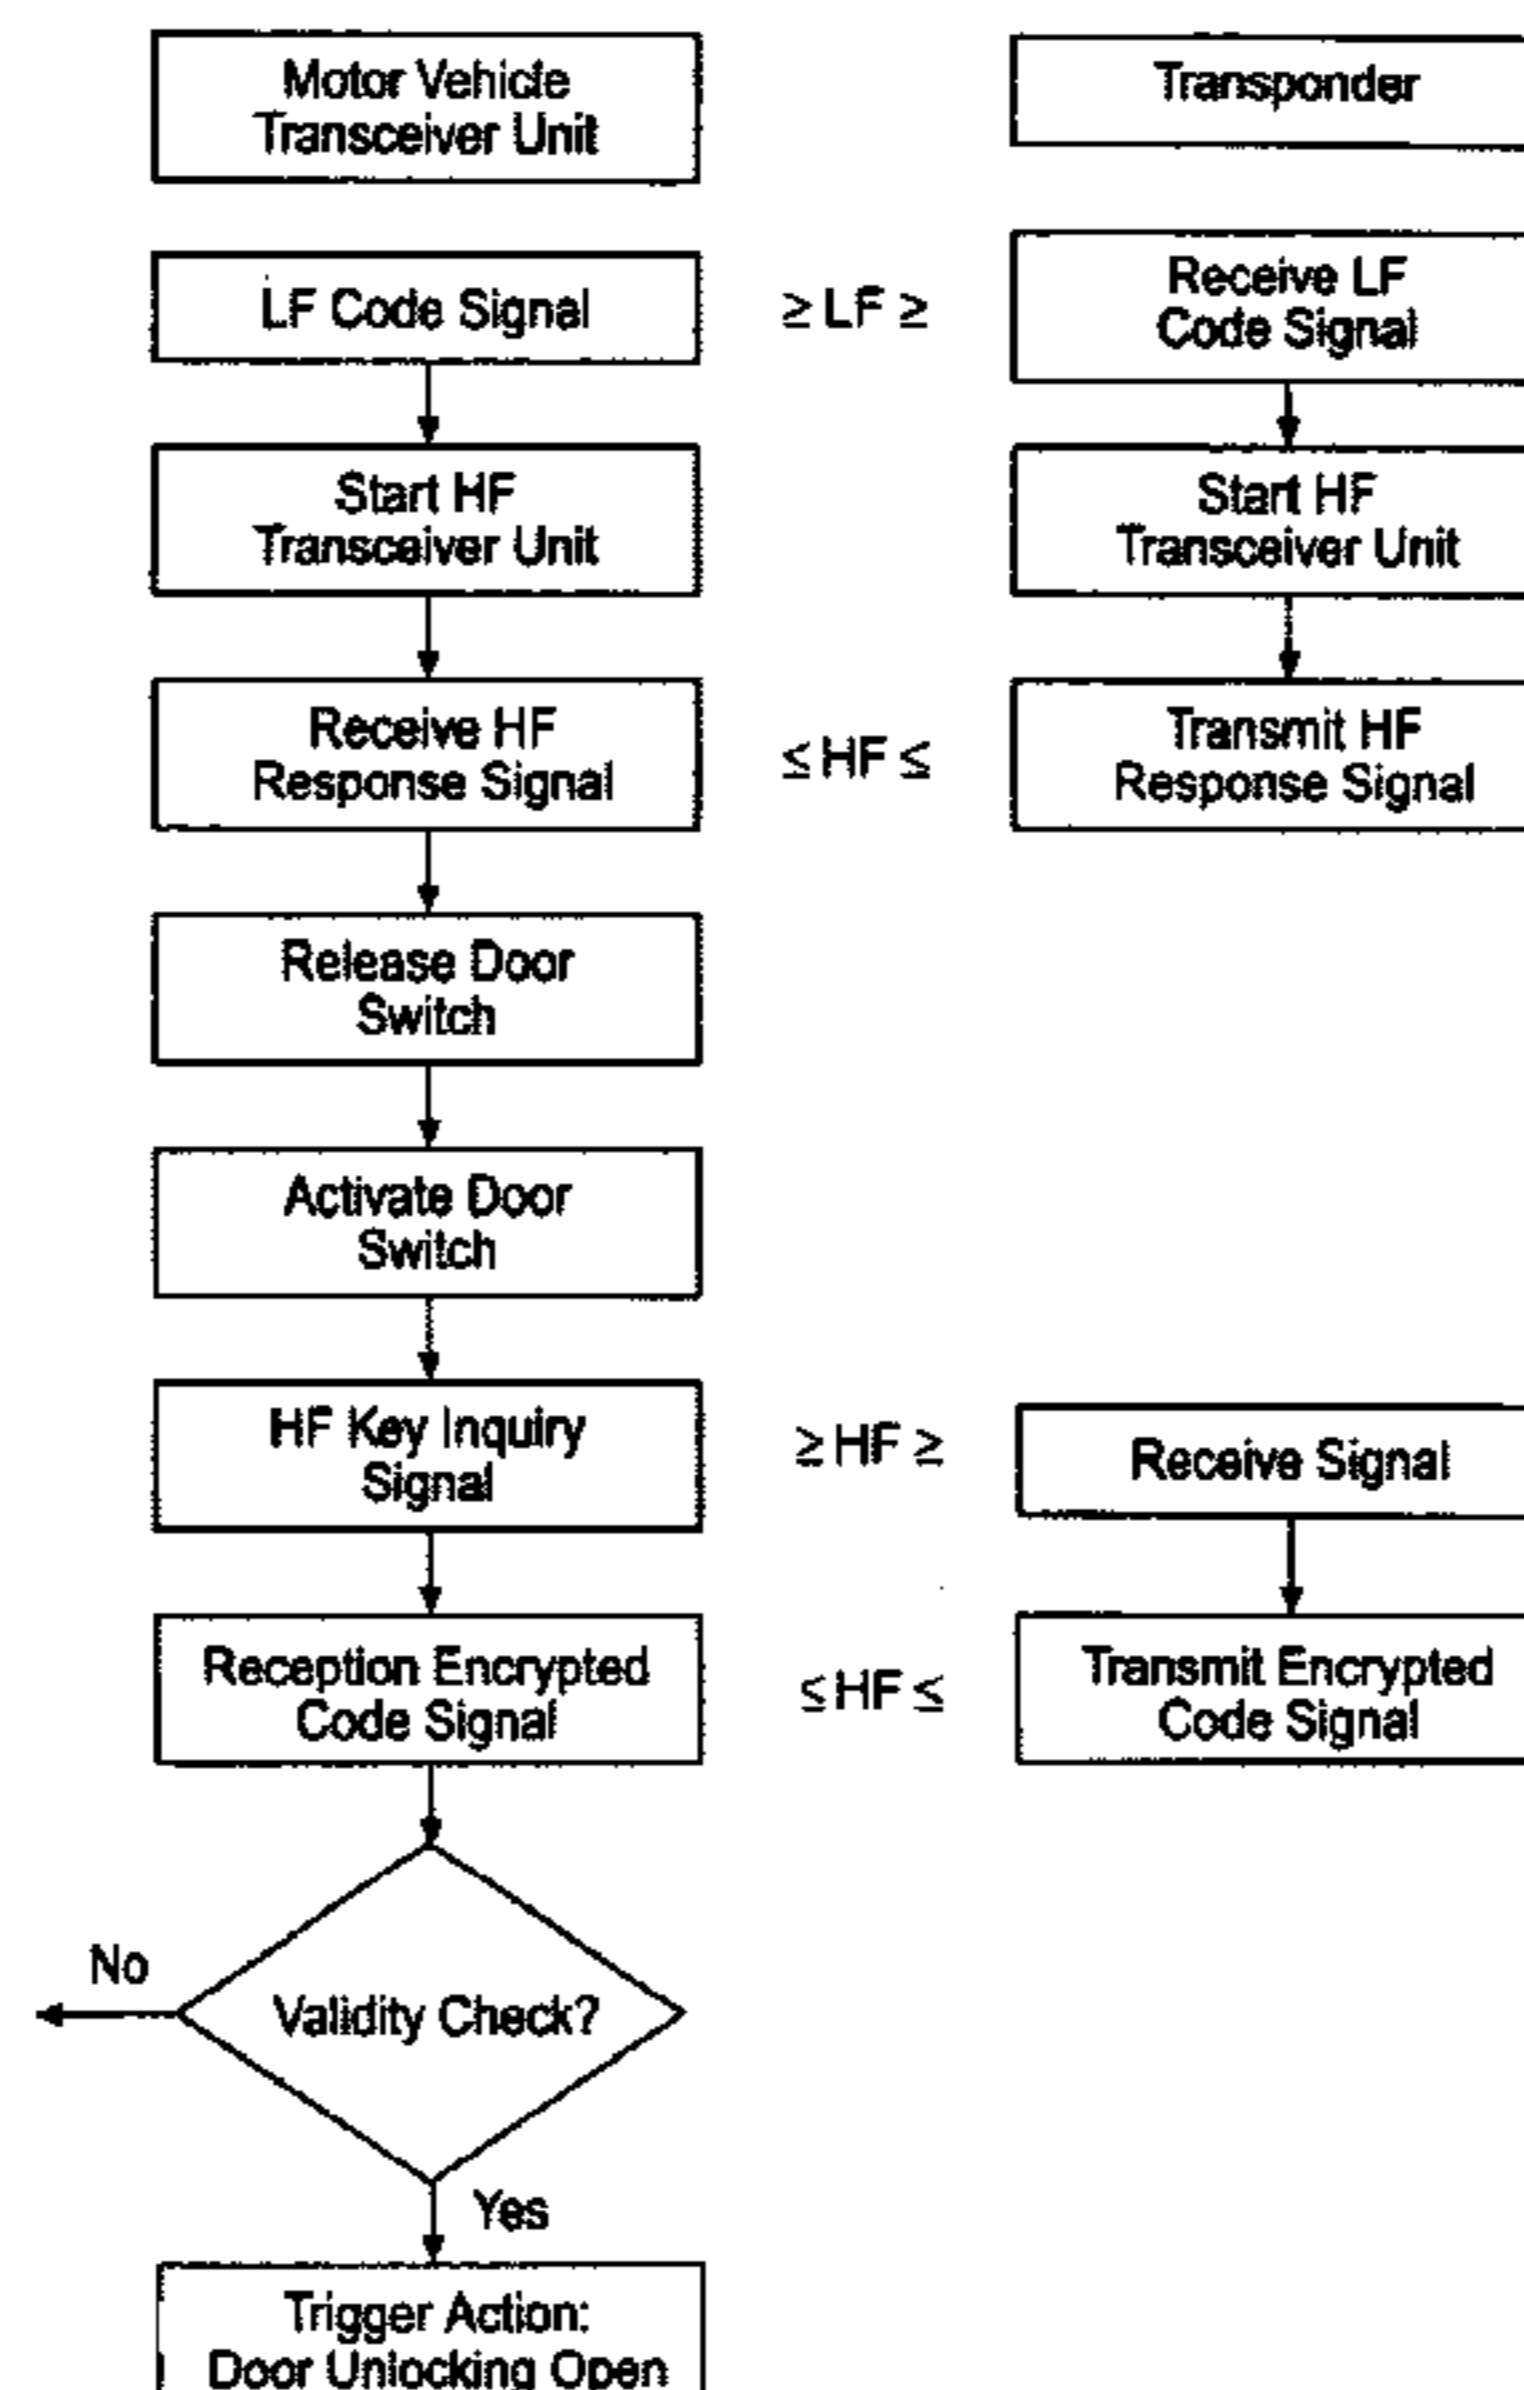 Motor Vehicle
Transceiver Unit
Transponder
LF Code Signal
≥ LF ≥
Receive LF
Code Signal
Start HF
Transceiver Unit
Start HF
Transceiver Unit
Receive HF
Response Signal
≤ HF ≤
Transmit HF
Response Signal
Release Door
Switch
Activate Door
Switch
HF Key Inquiry
Signal
≥ HF ≥
Receive Signal
Reception Encrypted
Code Signal
≤ HF ≤
Transmit Encrypted
Code Signal
No
Validity Check?
Yes
Trigger Action:
Door Unlocking Open